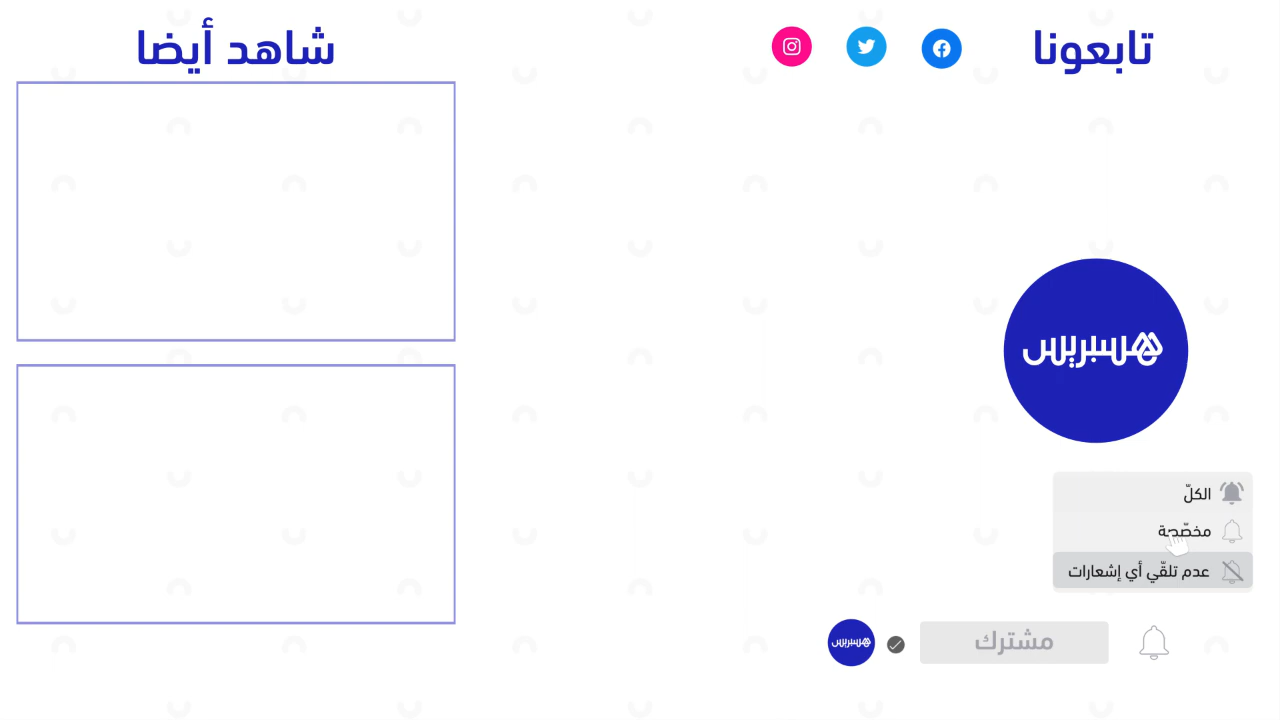 تابعونا
شاهد أيضا
هسبريس
الكلّ
مخصّصة
عدم تلقّي أي إشعارات
مشترك
هسبريس